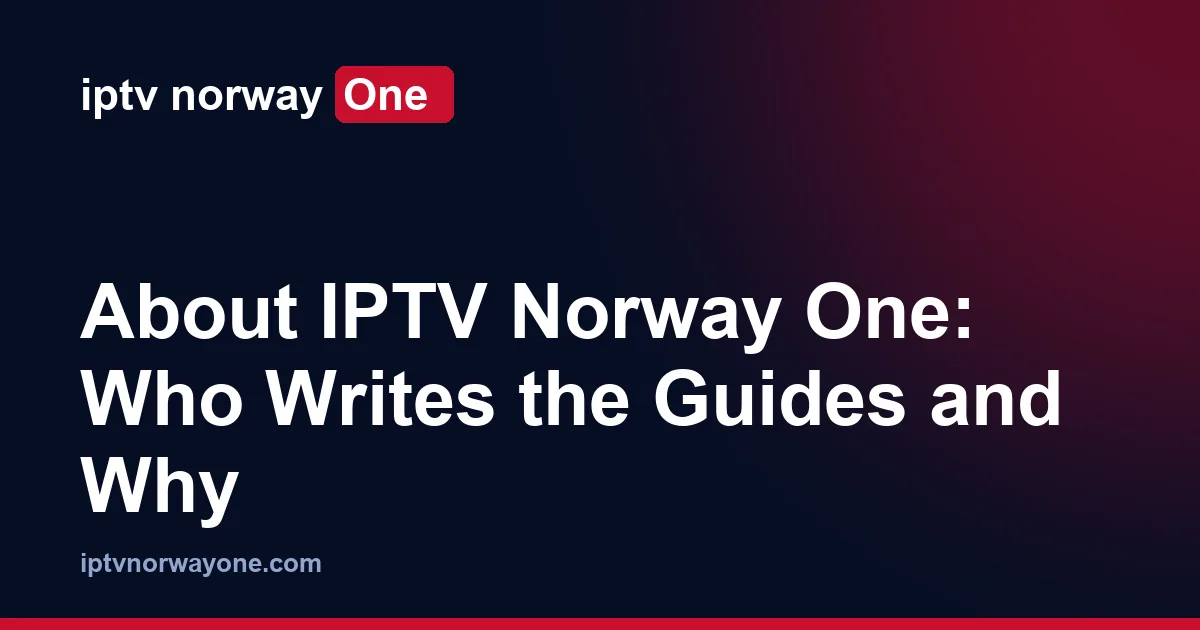 iptv norway One
About IPTV Norway One:
Who Writes the Guides and
Why
iptvnorwayone.com